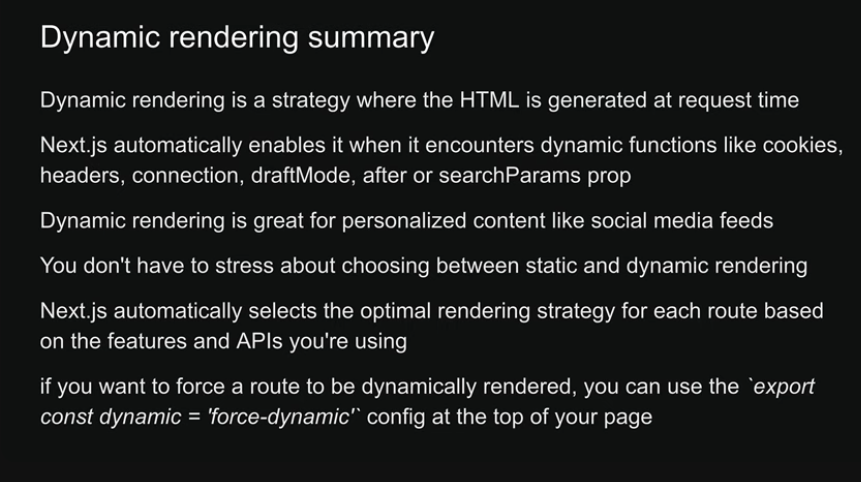 Dynamic rendering summary
Dynamic rendering is a strategy where the HTML is generated at request time
Next.js automatically enables it when it encounters dynamic functions like cookies,
headers, connection, draftMode, after or searchParams prop
Dynamic rendering is great for personalized content like social media feeds
You don't have to stress about choosing between static and dynamic rendering
Next.js automatically selects the optimal rendering strategy for each route based
on the features and APIs you're using
if you want to force a route to be dynamically rendered, you can use the `export
const dynamic = 'force-dynamic'` config at the top of your page